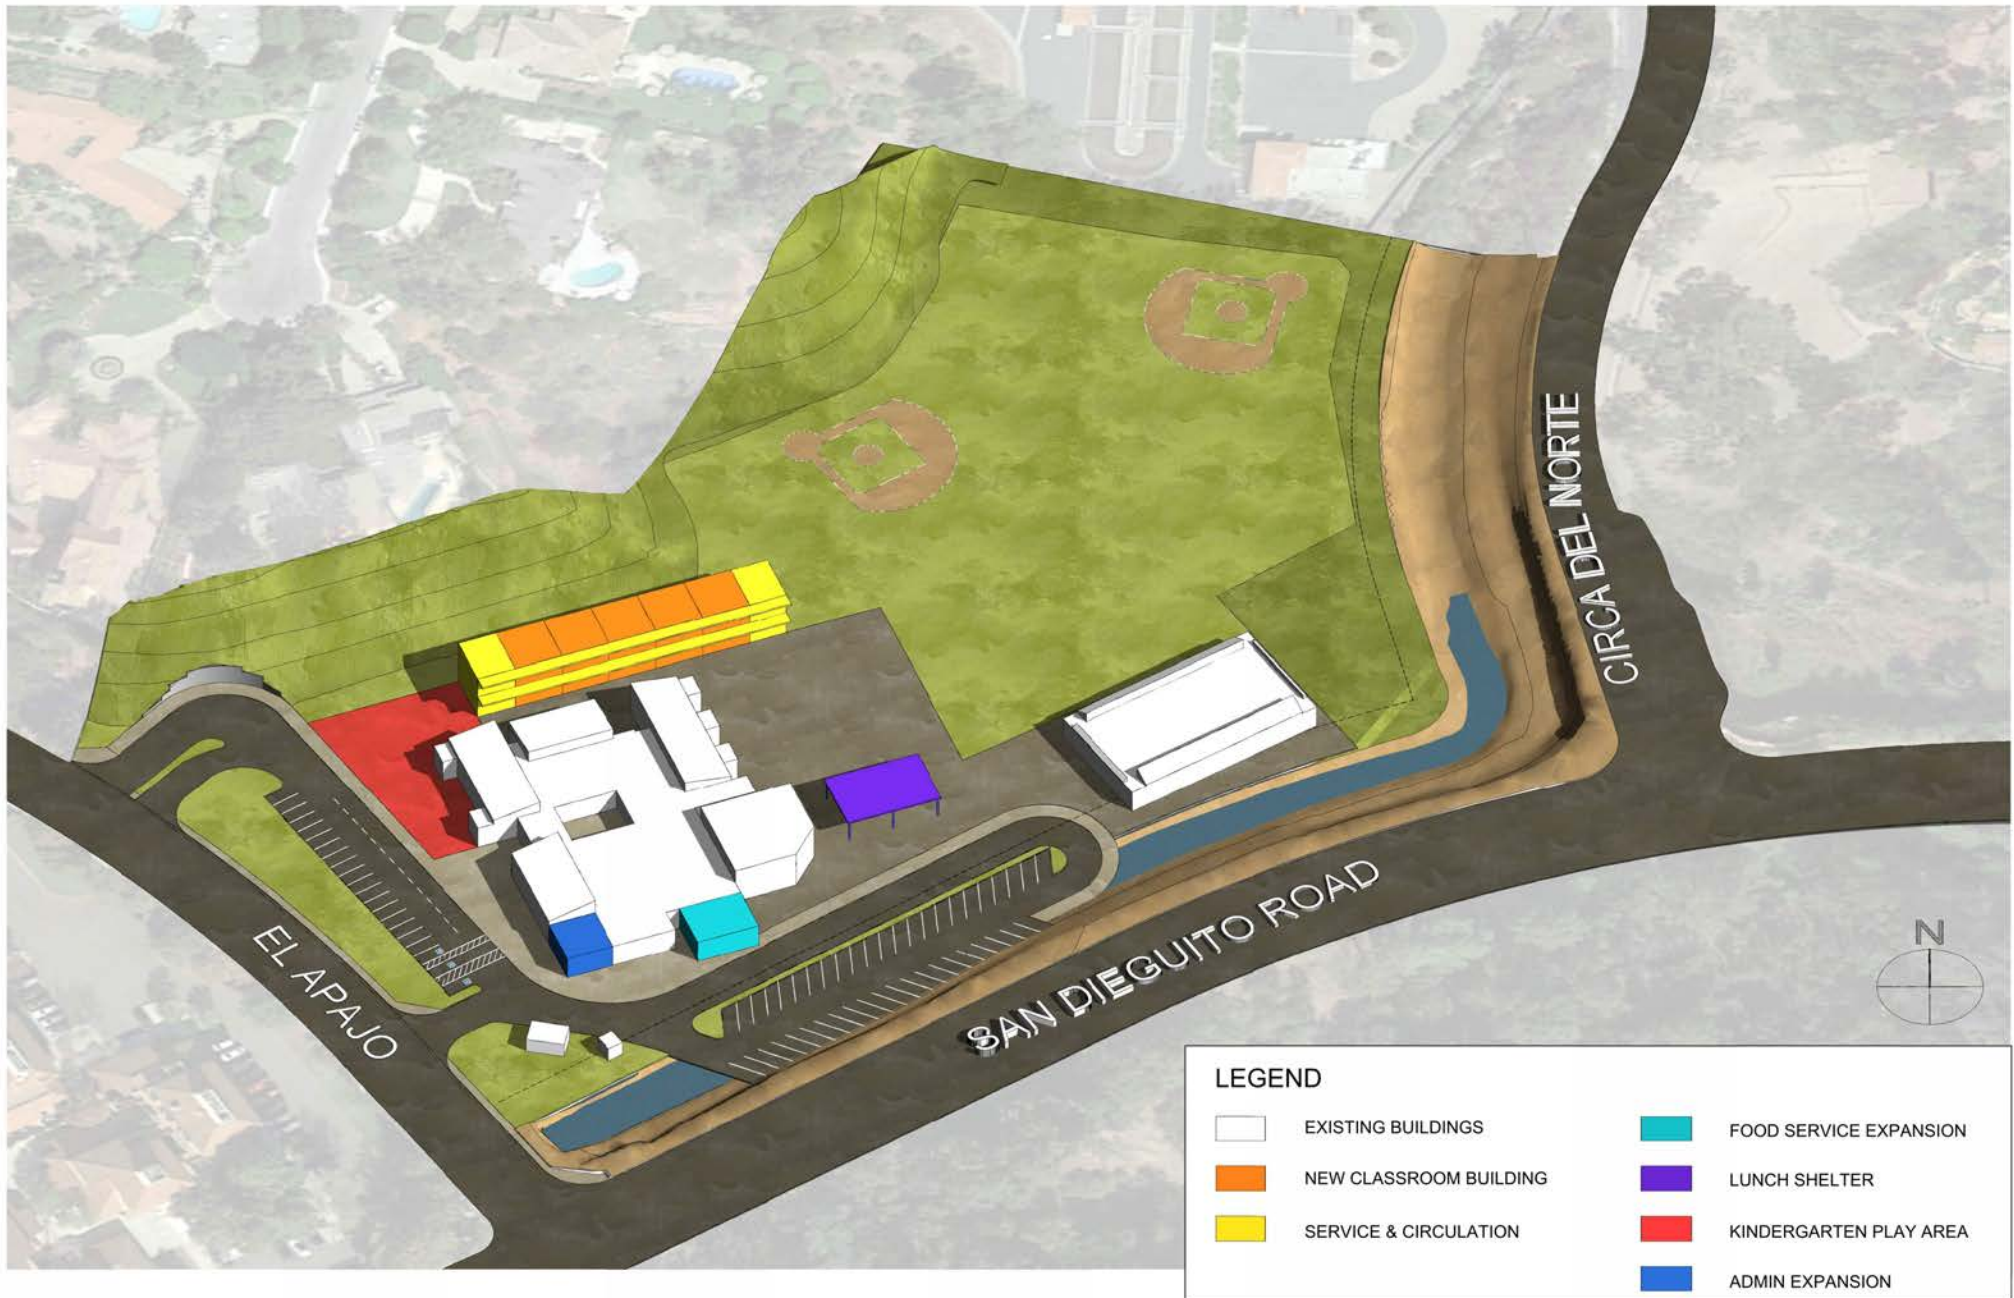 CIRCA DEL NORTE
EL APAJO
SAN DIEGUITO ROAD
N
LEGEND
EXISTING BUILDINGS
NEW CLASSROOM BUILDING
SERVICE & CIRCULATION
FOOD SERVICE EXPANSION
LUNCH SHELTER
KINDERGARTEN PLAY AREA
ADMIN EXPANSION